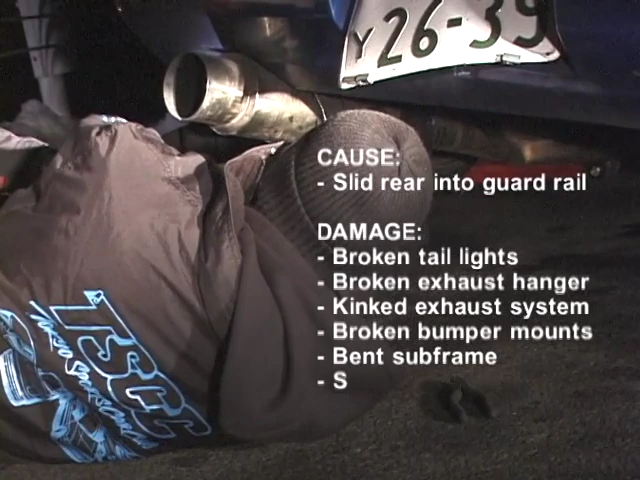 Y 26-39
CAUSE:
- Slid rear into guard rail
DAMAGE:
- Broken tail lights
- Broken exhaust hanger
- Kinked exhaust system
- Broken bumper mounts
- Bent subframe
- S
TSCC